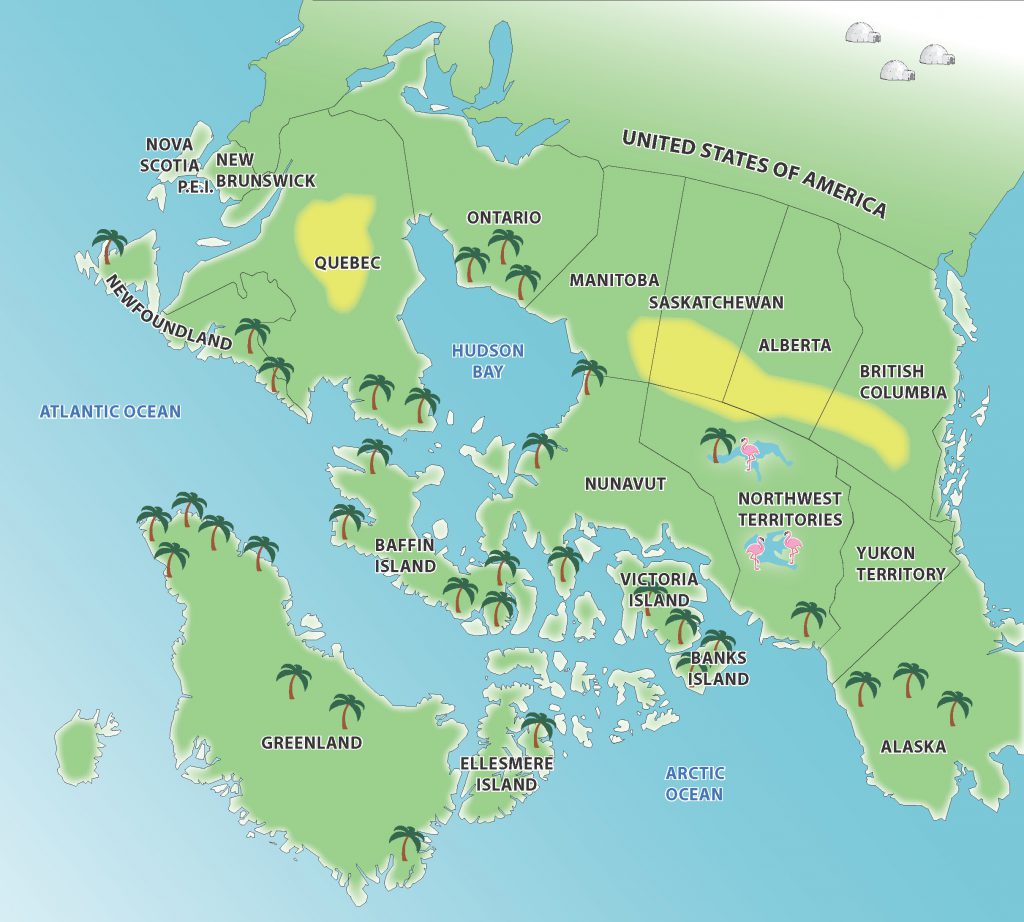 UNITED STATES OF AMERICA
NOVA
SCOTIA
P.E.I.
NEW
BRUNSWICK
ONTARIO
QUEBEC
MANITOBA
SASKATCHEWAN
NEWFOUNDLAND
HUDSON
BAY
ALBERTA
BRITISH
COLUMBIA
ATLANTIC OCEAN
NUNAVUT
NORTHWEST
TERRITORIES
BAFFIN
ISLAND
YUKON
TERRITORY
VICTORIA
ISLAND
BANKS
ISLAND
GREENLAND
ALASKA
ELLESMERE
ISLAND
ARCTIC
OCEAN